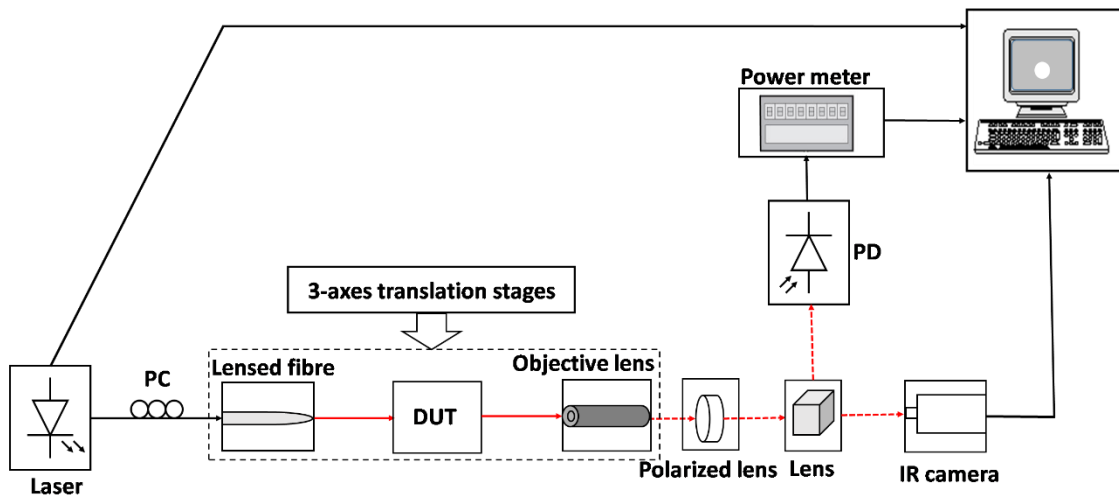 Power meter
PD
3-axes translation stages
PC
Lensed fibre
Objective lens
DUT
Laser
Polarized lens
Lens
IR camera